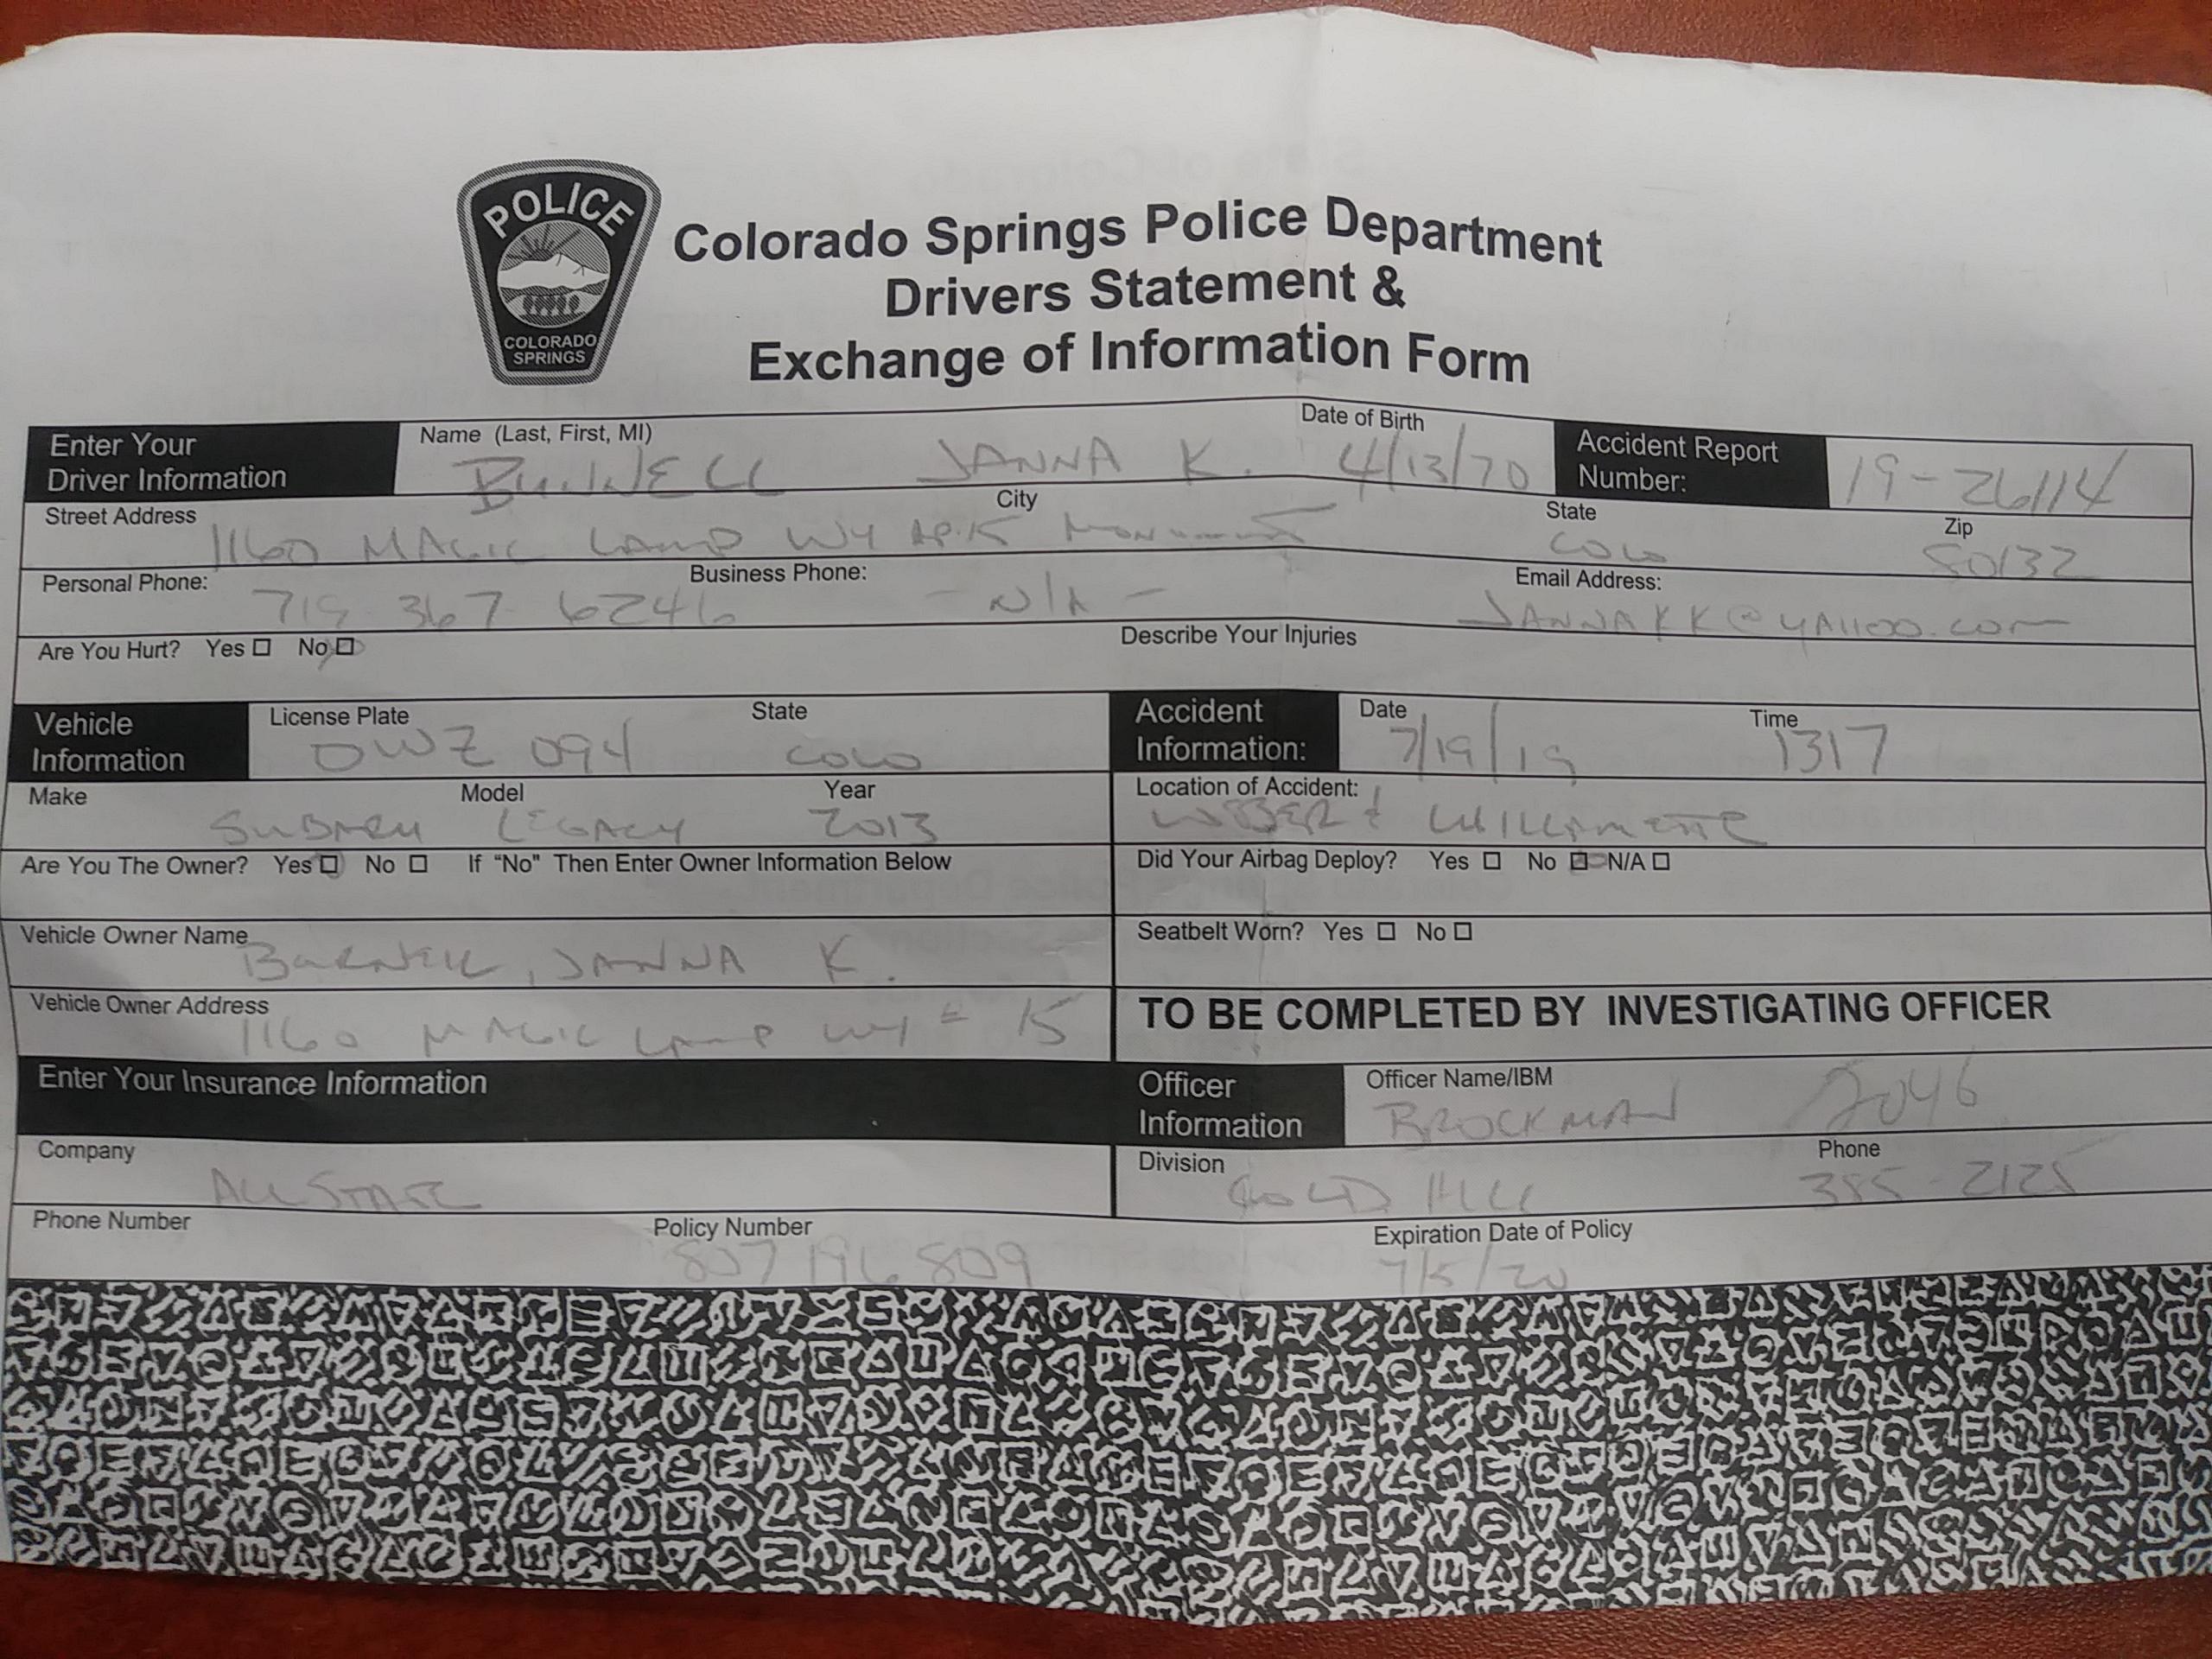 POLICE
COLORADO
SPRINGS
Colorado Springs Police Department
Drivers Statement &
Exchange of Information Form
Enter Your
Driver Information
Name (Last, First, MI)
JANNA K.
Date of Birth
4/13/70
Accident Report
Number:
19-26114
Street Address
1160 MAGIC LAMP WY AP.15
City
State
COLO
Zip
80132
Personal Phone:
719 367 6246
Business Phone:
- N/A -
Email Address:
JANNAKK@YAHOO.COM
Are You Hurt? Yes ☐ No ☐
Describe Your Injuries
Vehicle
Information
License Plate
OWZ 094
State
COLO
Accident
Information:
Date
7/19/19
Time
1317
Make
SUBARU
Model
LEGACY
Year
2013
Location of Accident:
WEBER & WILLAMETTE
Are You The Owner? Yes ☐ No ☐ If "No" Then Enter Owner Information Below
Did Your Airbag Deploy? Yes ☐ No ☐ N/A ☐
Vehicle Owner Name
JANNA K.
Seatbelt Worn? Yes ☐ No ☐
Vehicle Owner Address
1160 MAGIC LAMP WY # 15
TO BE COMPLETED BY INVESTIGATING OFFICER
Enter Your Insurance Information
Officer
Information
Officer Name/IBM
BROCKMAN 2046
Company
ALLSTATE
Division
GOLD HILL
Phone
385-2125
Phone Number
Policy Number
807 196 809
Expiration Date of Policy
7/5/20